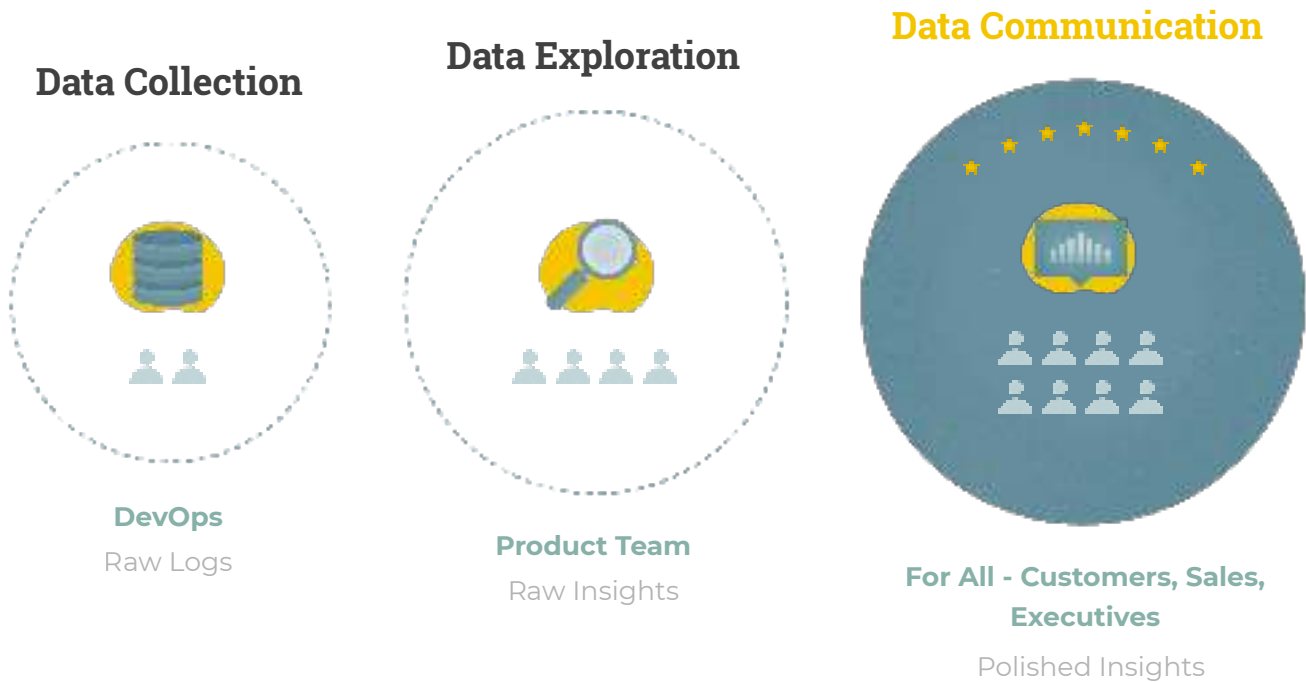 Data Collection
DevOps
Raw Logs
Data Exploration
Product Team
Raw Insights
Data Communication
For All - Customers, Sales,
Executives
Polished Insights